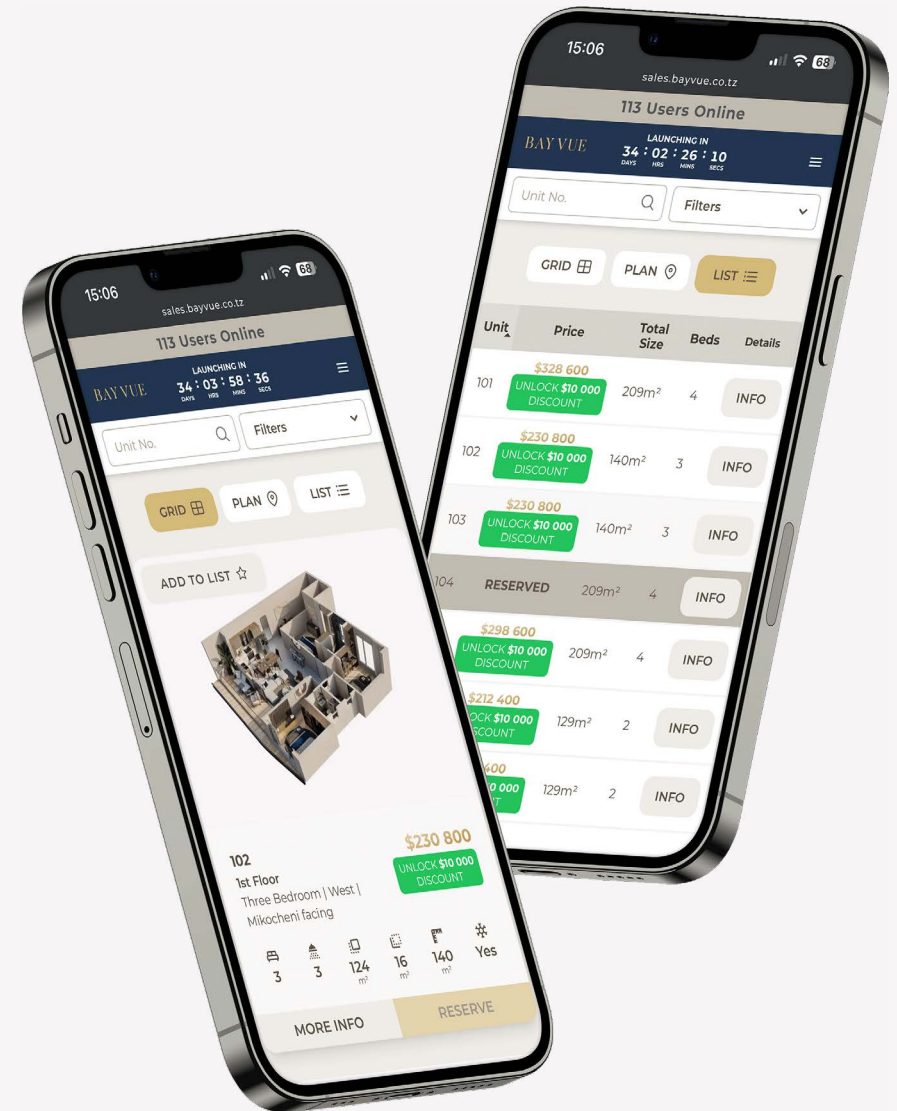 15:06
68
sales.bayvue.co.tz
113 Users Online
BAY VUE
LAUNCHING IN
34 : 03 : 58 : 36
DAYS HRS MINS SECS
Unit No.
Filters
GRID
PLAN
LIST
ADD TO LIST
102
1st Floor
Three Bedroom | West |
Mikocheni facing
$230 800
UNLOCK $10 000
DISCOUNT
3 3 124 16 140 Yes
m² m² m²
MORE INFO
RESERVE
15:06
68
sales.bayvue.co.tz
113 Users Online
BAY VUE
LAUNCHING IN
34 : 02 : 26 : 10
DAYS HRS MINS SECS
Unit No.
Filters
GRID
PLAN
LIST
Unit Price Total Size Beds Details
$328 600
101 UNLOCK $10 000 209m² 4 INFO
DISCOUNT
$230 800
102 UNLOCK $10 000 140m² 3 INFO
DISCOUNT
$230 800
103 UNLOCK $10 000 140m² 3 INFO
DISCOUNT
104 RESERVED 209m² 4 INFO
$298 600
UNLOCK $10 000 209m² 4 INFO
DISCOUNT
$212 400
$10 000 129m² 2 INFO
400
129m² 2 INFO